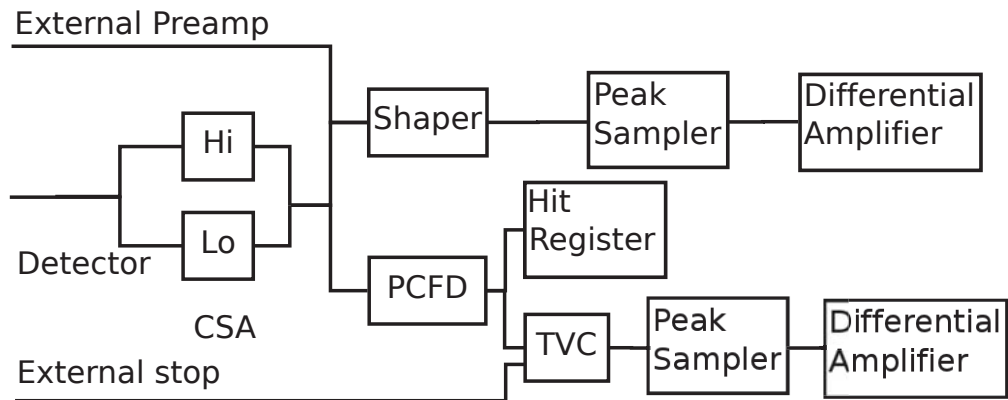 External Preamp
Shaper
Peak
Sampler
Differential
Amplifier
Hi
Lo
Detector
CSA
Hit
Register
PCFD
TVC
Peak
Sampler
Differential
Amplifier
External stop